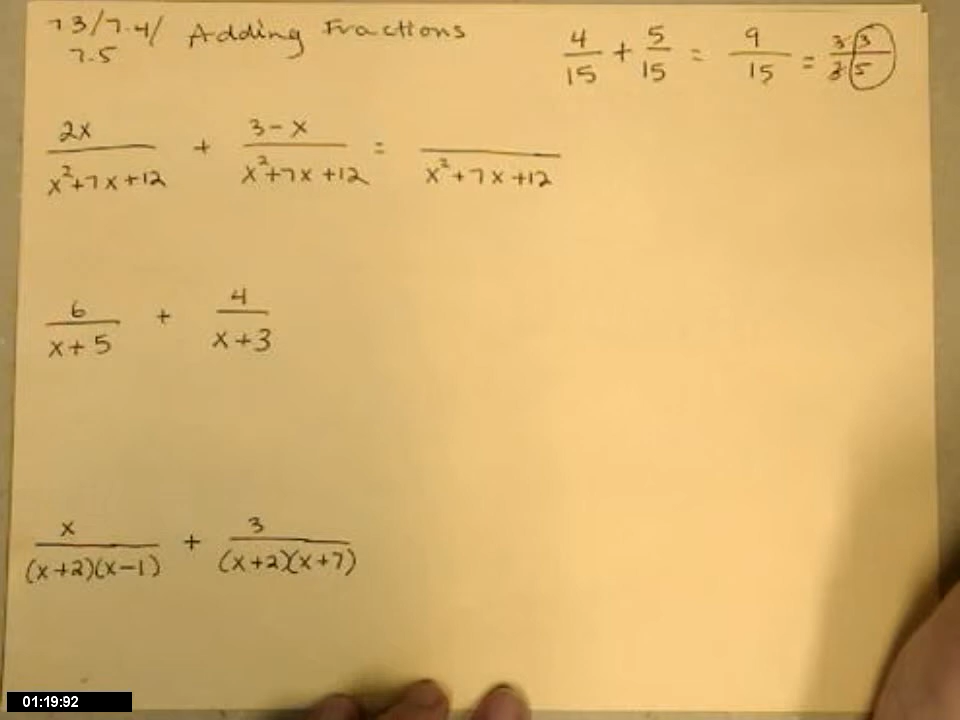 7.3/7.4/ Adding Fractions
7.5
4/15 + 5/15 = 9/15 = 3·3/3·5
2x/x²+7x+12 + 3-x/x²+7x+12 = /x²+7x+12
6/x+5 + 4/x+3
x/(x+2)(x-1) + 3/(x+2)(x+7)
01:19:92